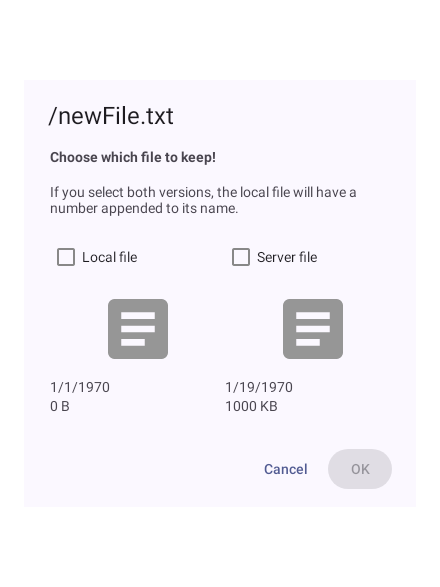 /newFile.txt
Choose which file to keep!
If you select both versions, the local file will have a
number appended to its name.
Local file
Server file
1/1/1970
0 B
1/19/1970
1000 KB
Cancel
OK